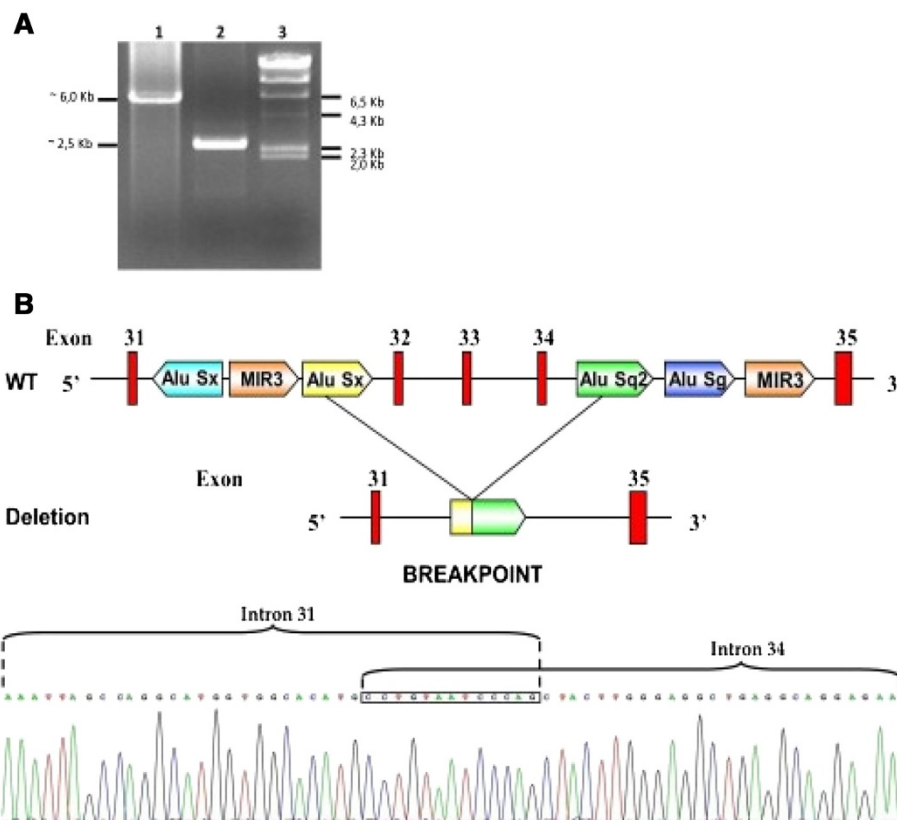 A
1 2 3
~ 6,0 Kb
~ 2,5 Kb
6,5 Kb
4,3 Kb
2,3 Kb
2,0 Kb
B
Exon 31 32 33 34 35
WT 5' Alu Sx MIR3 Alu Sx Alu Sq2 Alu Sg MIR3 3
Exon 31 35
Deletion 5' 3'
BREAKPOINT
Intron 31
Intron 34
A A A T T A G C C A G G C A T G G T G G C A C A T G C C T G T A A T C C C A G C T A C T T G G G A G G C T G A G G C A G G A G A A